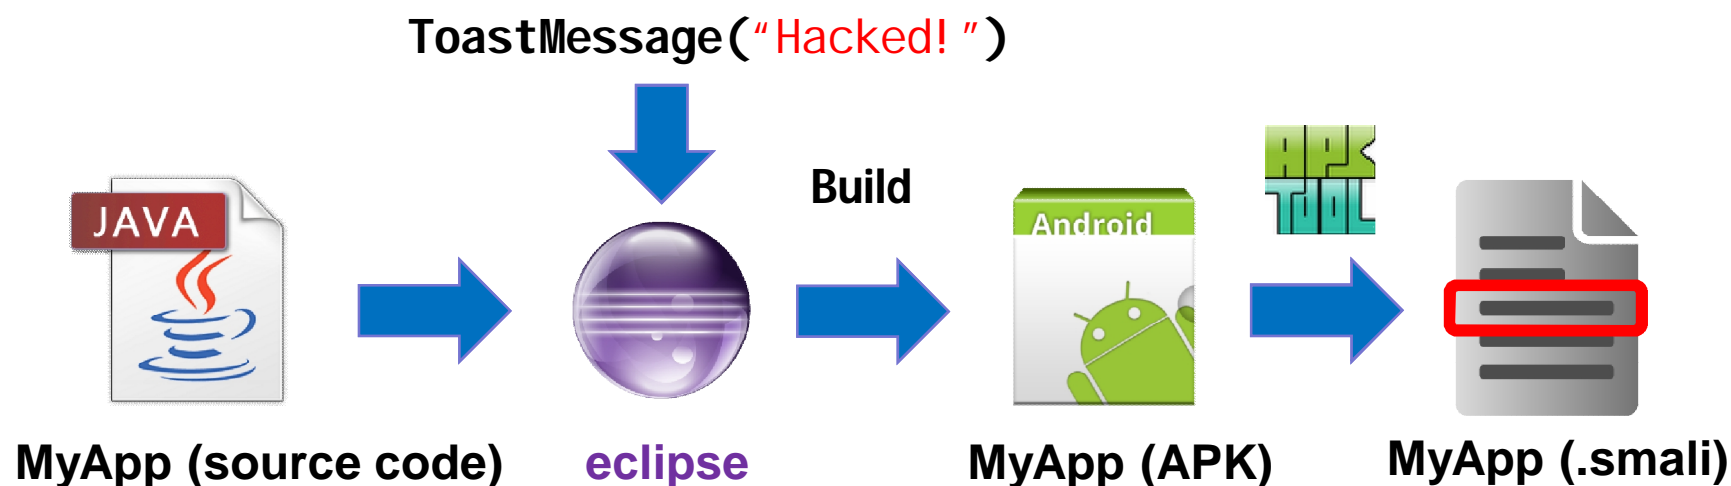 ToastMessage(“Hacked!”)
Build
APK
TOOL
JAVA
Android
MyApp (source code)
eclipse
MyApp (APK)
MyApp (.smali)